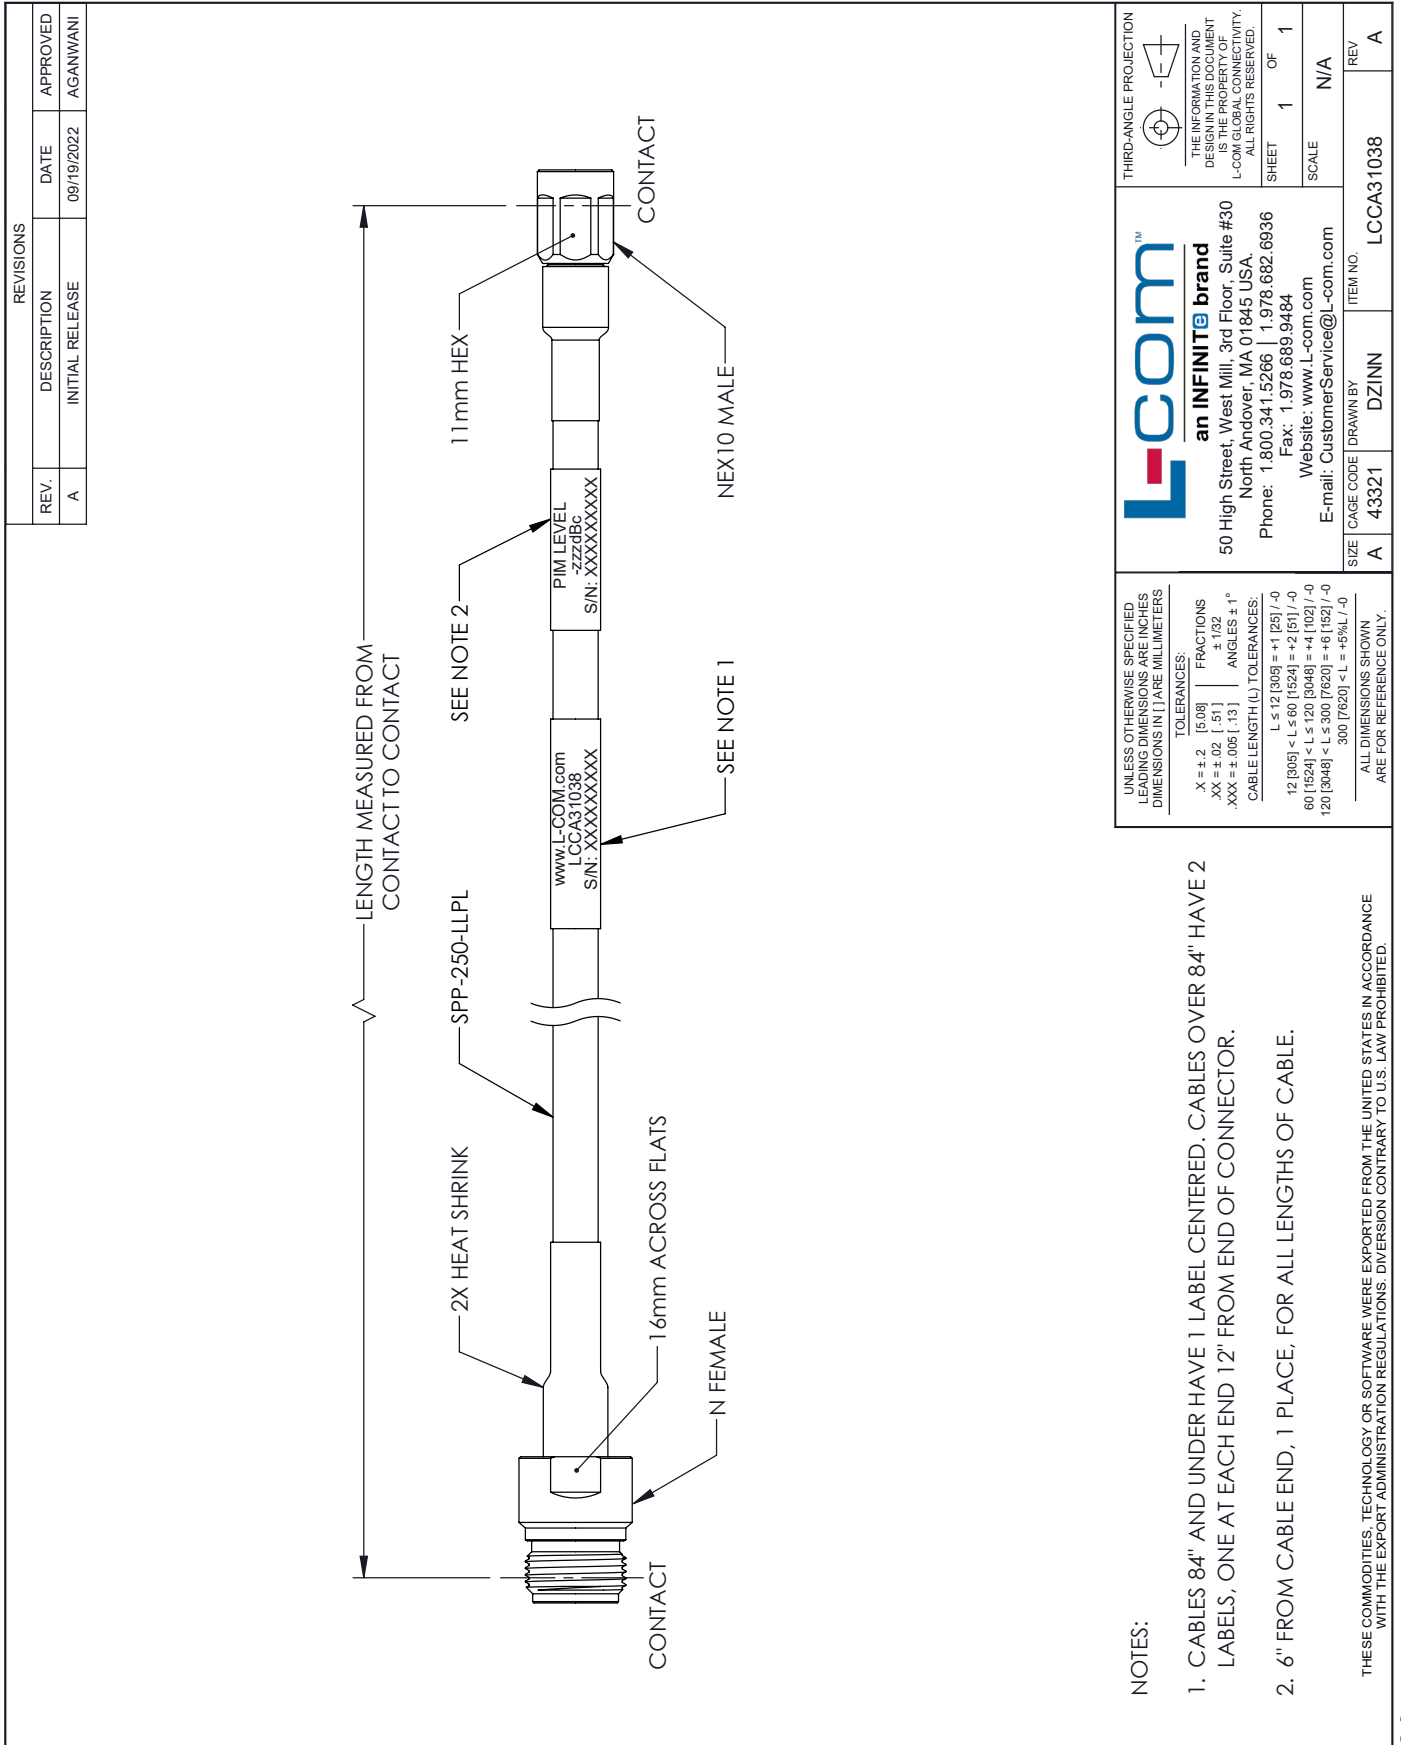 REVISIONS
REV. DESCRIPTION DATE APPROVED
A INITIAL RELEASE 09/19/2022 AGANWANI
LENGTH MEASURED FROM
CONTACT TO CONTACT
2X HEAT SHRINK
SPP-250-LLPL
SEE NOTE 2
11mm HEX
www.L-COM.com
LCCA31038
S/N: XXXXXXXXXX
PIM LEVEL
-zzzdBc
S/N: XXXXXXXXXX
CONTACT
16mm ACROSS FLATS
N FEMALE
SEE NOTE 1
NEX10 MALE
CONTACT
NOTES:
1. CABLES 84" AND UNDER HAVE 1 LABEL CENTERED. CABLES OVER 84" HAVE 2
LABELS, ONE AT EACH END 12" FROM END OF CONNECTOR.
2. 6" FROM CABLE END, 1 PLACE, FOR ALL LENGTHS OF CABLE.
THESE COMMODITIES, TECHNOLOGY OR SOFTWARE WERE EXPORTED FROM THE UNITED STATES IN ACCORDANCE
WITH THE EXPORT ADMINISTRATION REGULATIONS. DIVERSION CONTRARY TO U.S. LAW PROHIBITED.
UNLESS OTHERWISE SPECIFIED
LEADING DIMENSIONS ARE INCHES
DIMENSIONS IN [ ] ARE MILLIMETERS
TOLERANCES:
.X = ± .2 [5.08] FRACTIONS
.XX = ± .02 [ .51 ] ± 1/32
.XXX = ± .005 [ .13 ] ANGLES ± 1°
CABLE LENGTH (L) TOLERANCES:
L ≤ 12 [305] = +1 [25] / -0
12 [305] < L ≤ 60 [1524] = +2 [51] / -0
60 [1524] < L ≤ 120 [3048] = +4 [102] / -0
120 [3048] < L ≤ 300 [7620] = +6 [152] / -0
300 [7620] < L = +5%L / -0
ALL DIMENSIONS SHOWN
ARE FOR REFERENCE ONLY.
L-com™
an INFINITe brand
50 High Street, West Mill, 3rd Floor, Suite #30
North Andover, MA 01845 USA.
Phone: 1.800.341.5266 | 1.978.682.6936
Fax: 1.978.689.9484
Website: www.L-com.com
E-mail: CustomerService@L-com.com
THIRD-ANGLE PROJECTION
THE INFORMATION AND
DESIGN IN THIS DOCUMENT
IS THE PROPERTY OF
L-COM GLOBAL CONNECTIVITY.
ALL RIGHTS RESERVED.
SHEET 1 OF 1
SCALE N/A
SIZE A
CAGE CODE 43321
DRAWN BY DZINN
ITEM NO. LCCA31038
REV A